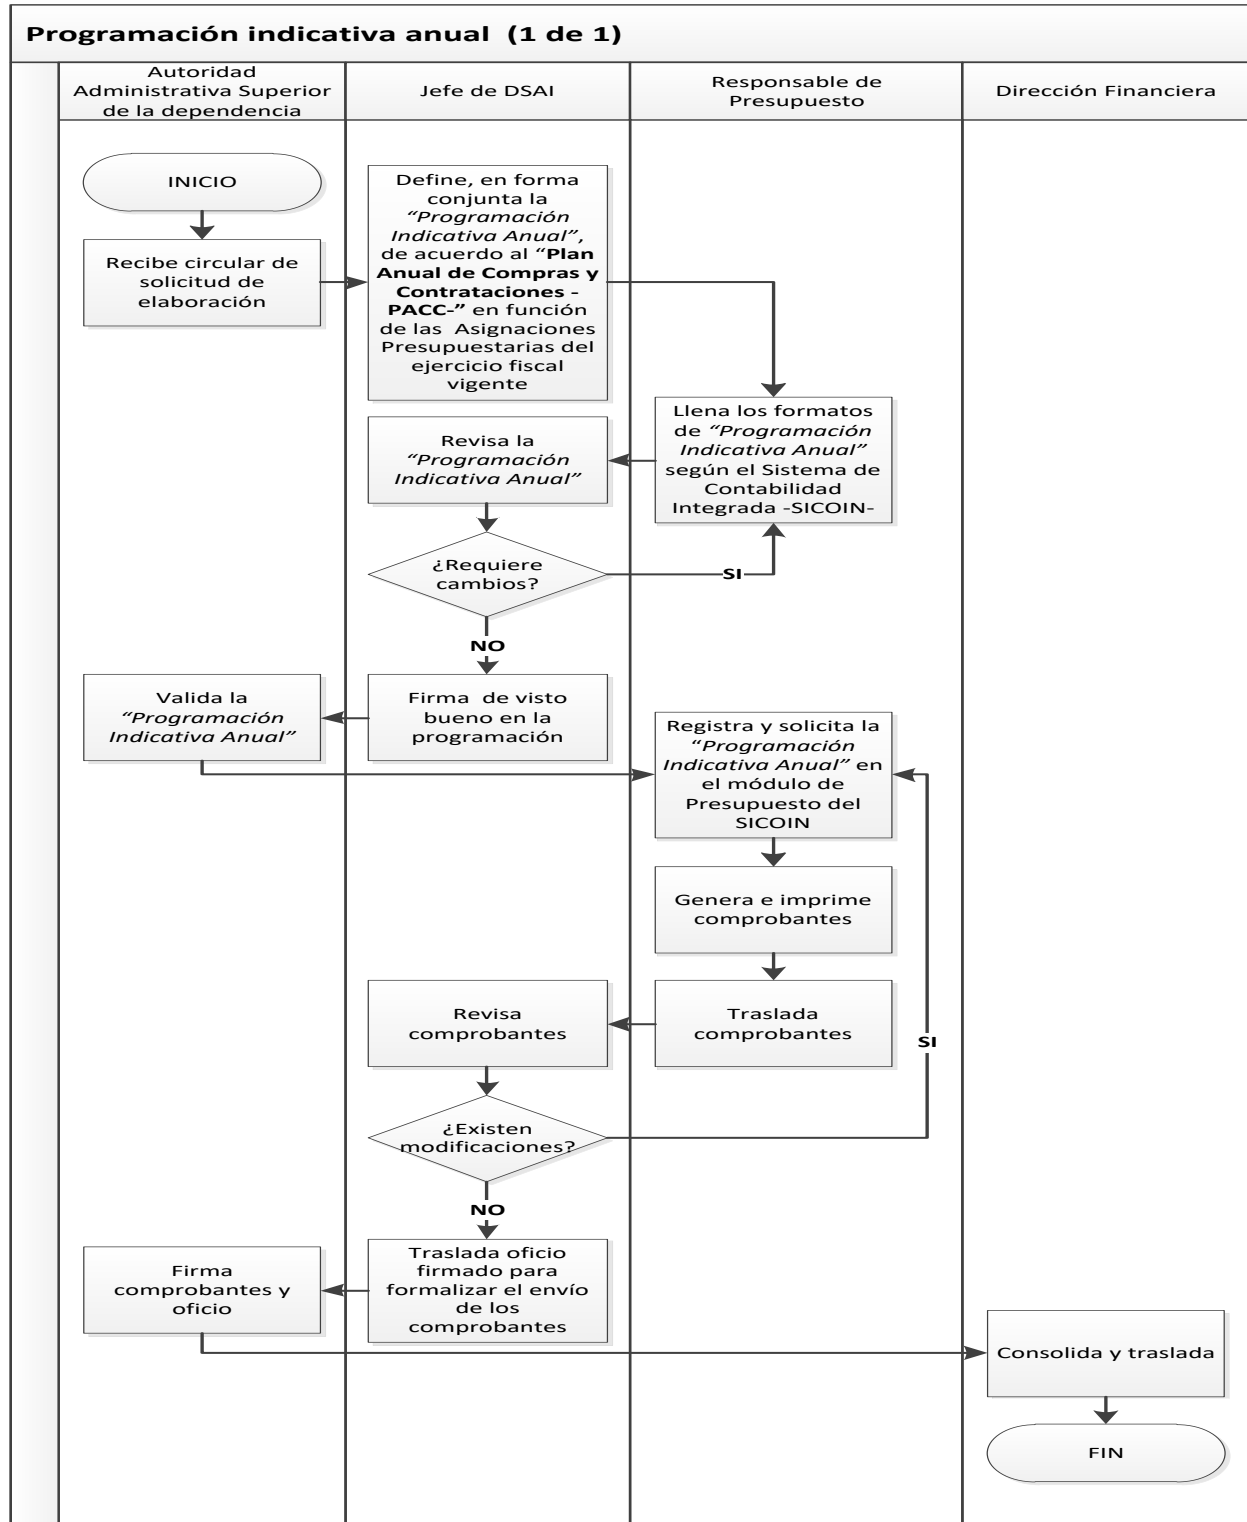 Programación indicativa anual (1 de 1)
Autoridad
Administrativa Superior
de la dependencia
Jefe de DSAI
Responsable de
Presupuesto
Dirección Financiera
INICIO
Recibe circular de
solicitud de
elaboración
Define, en forma
conjunta la
“Programación
Indicativa Anual”,
de acuerdo al “Plan
Anual de Compras y
Contrataciones -
PACC-” en función
de las Asignaciones
Presupuestarias del
ejercicio fiscal
vigente
Llena los formatos
de “Programación
Indicativa Anual”
según el Sistema de
Contabilidad
Integrada -SICOIN-
Revisa la
“Programación
Indicativa Anual”
¿Requiere
cambios?
SI
NO
Firma de visto
bueno en la
programación
Valida la
“Programación
Indicativa Anual”
Registra y solicita la
“Programación
Indicativa Anual” en
el módulo de
Presupuesto del
SICOIN
Genera e imprime
comprobantes
Traslada
comprobantes
Revisa
comprobantes
¿Existen
modificaciones?
SI
NO
Traslada oficio
firmado para
formalizar el envío
de los
comprobantes
Firma
comprobantes y
oficio
Consolida y traslada
FIN